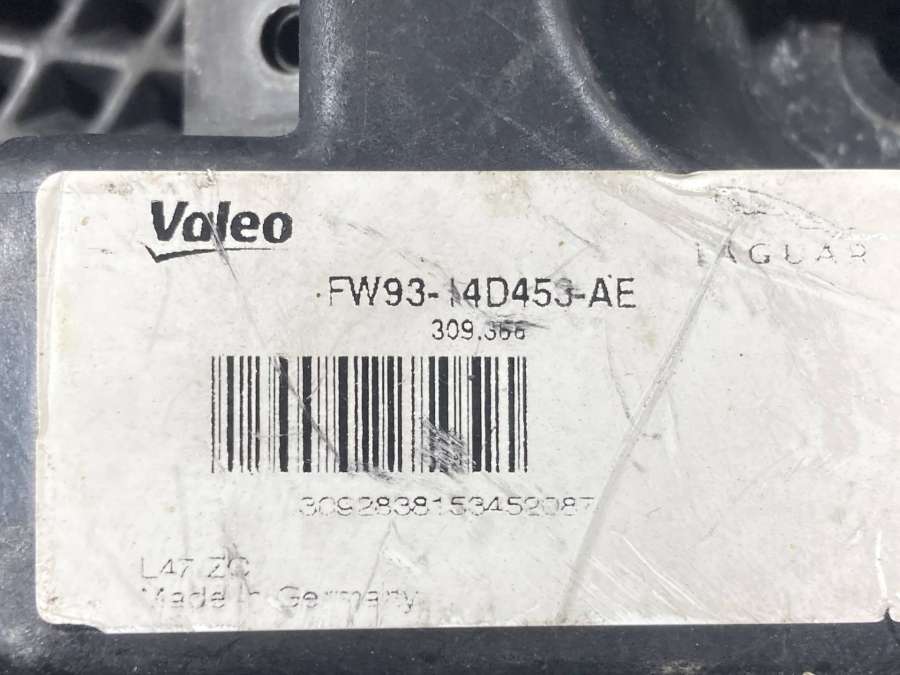 Valeo
JAGUAR
FW93-14D453-AE
309.366
3092838153452087
L47 ZC
Made in Germany